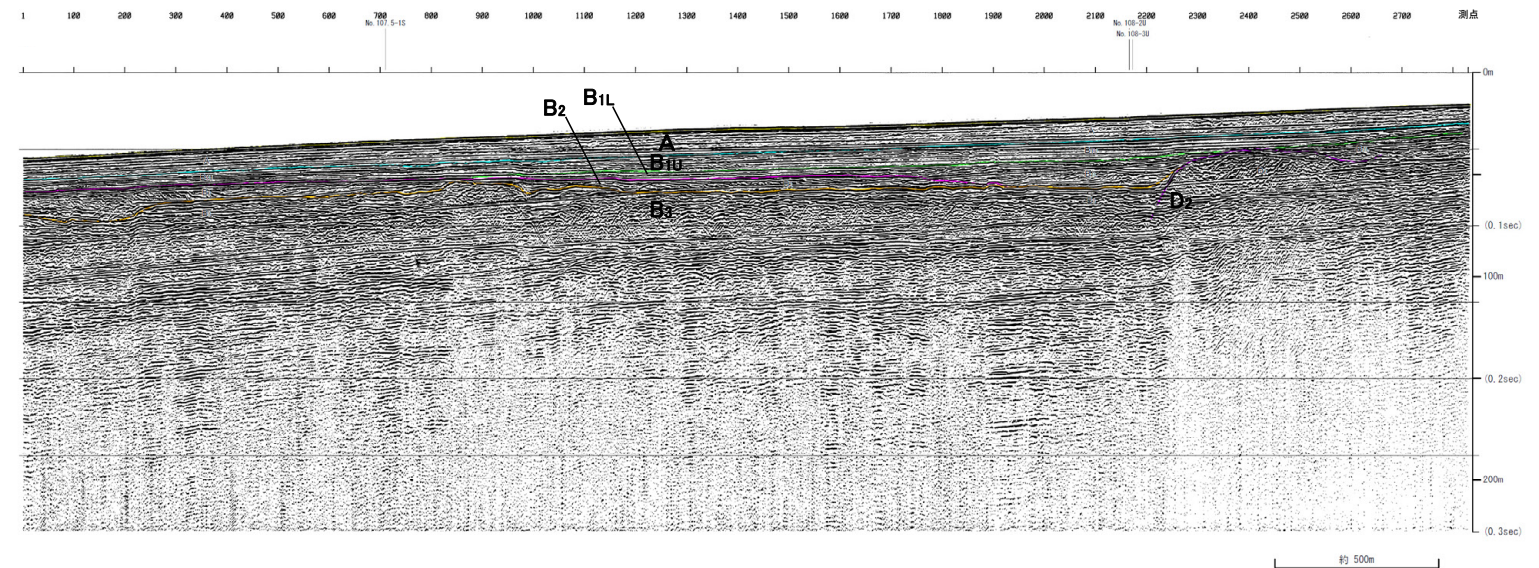 1 100 200 300 400 500 600 700 800 900 1000 1100 1200 1300 1400 1500 1600 1700 1800 1900 2000 2100 2200 2300 2400 2500 2600 2700 測点
No.107.5-1S
No.108-2U
No.108-3U
0m
B2
B1L
A
B1U
B3
D2
(0.1sec)
100m
(0.2sec)
200m
(0.3sec)
約 500m